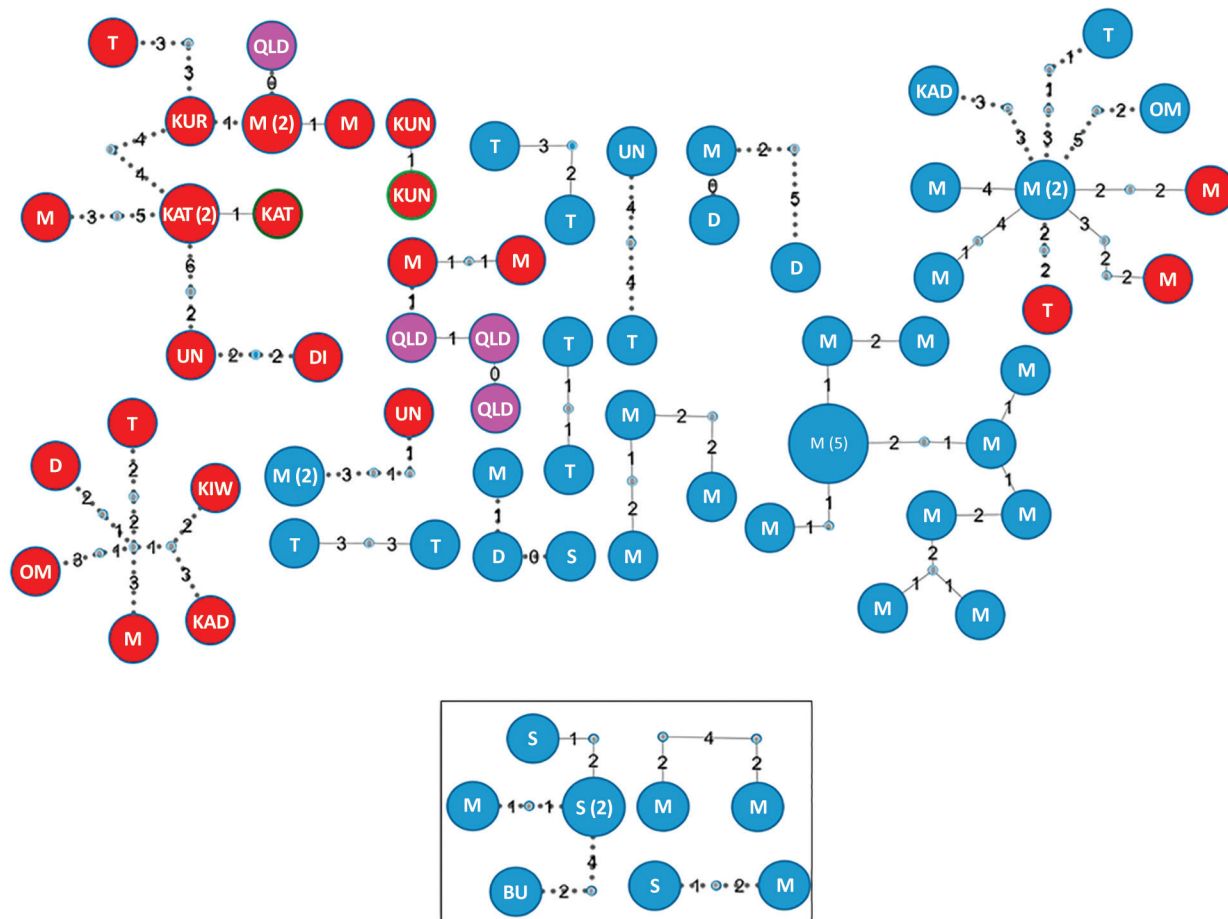 T 3 3 KUR 1 M (2) 0 QLD 1 M
4 4 KAT (2) 1 KAT
M 3 5
6 2 UN 2 2 DI
KUN 1 KUN
M 1 1 M
1 QLD 1 QLD 0 QLD
UN 1 1 3 M (2)
T 3 3 T
T 3 2 T
UN 4 4 T
M 0 D
2 5 D
T 1 1 T
M 1 D 0 S
M 2 2 M
1 2 M
T 2 2
D 2 1
OM 3 1
M 3
1 2 KIW
3 KAD
M (2)
KAD 3 3
T 1 1 3
OM 2 5
M 4
M 1 4
2 2 M
3 2 2 M
2 2 T
M 2 M
1
M (5) 2 1 M
1 1 M
1 M
1 M
2 M
2 1 M
1 M
S 1 2 S (2)
M 1 1
4 2 BU
M 2 4 2 M
S 1 2 M